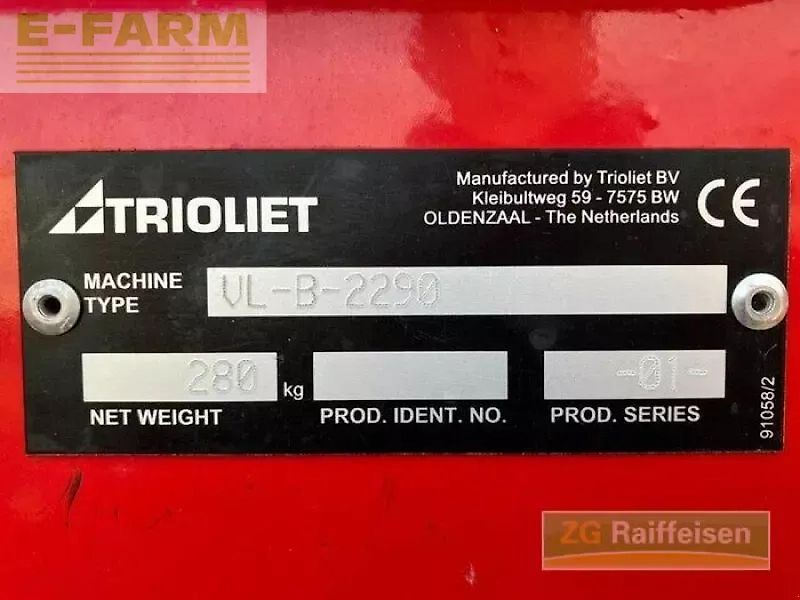 E-FARM
TRIOLIET
Manufactured by Trioliet BV
Kleibultweg 59 - 7575 BW
OLDENZAAL - The Netherlands
CE
MACHINE TYPE
VL-B-2290
280 kg
-01-
NET WEIGHT
PROD. IDENT. NO.
PROD. SERIES
91058/2
ZG Raiffeisen